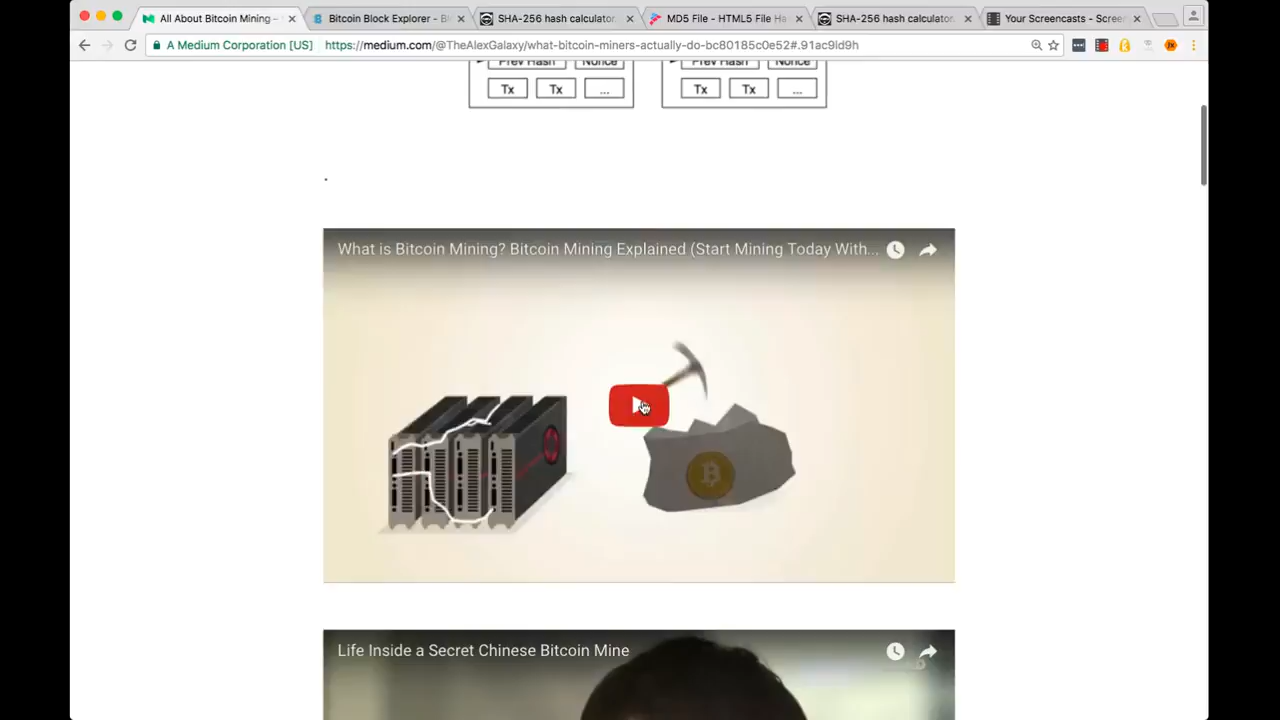 All About Bitcoin Mining -
Bitcoin Block Explorer - B
SHA-256 hash calculator
MD5 File - HTML5 File Ha
SHA-256 hash calculator
Your Screencasts - Screen
A Medium Corporation [US]
https://medium.com/@TheAlexGalaxy/what-bitcoin-miners-actually-do-bc80185c0e52#.91ac9ld9h
Prev Hash Nonce Prev Hash Nonce
Tx Tx ... Tx Tx ...
.
What is Bitcoin Mining? Bitcoin Mining Explained (Start Mining Today With...
Life Inside a Secret Chinese Bitcoin Mine